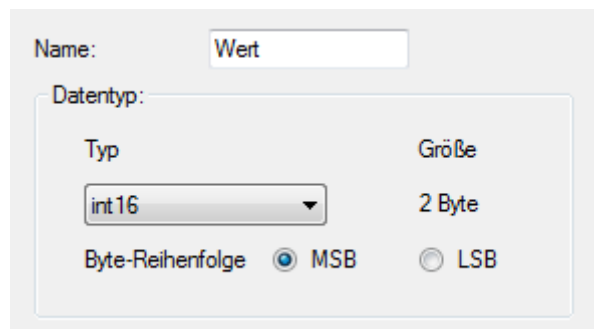 Name: Wert
Datentyp:
Typ Größe
int16 2 Byte
Byte-Reihenfolge MSB LSB